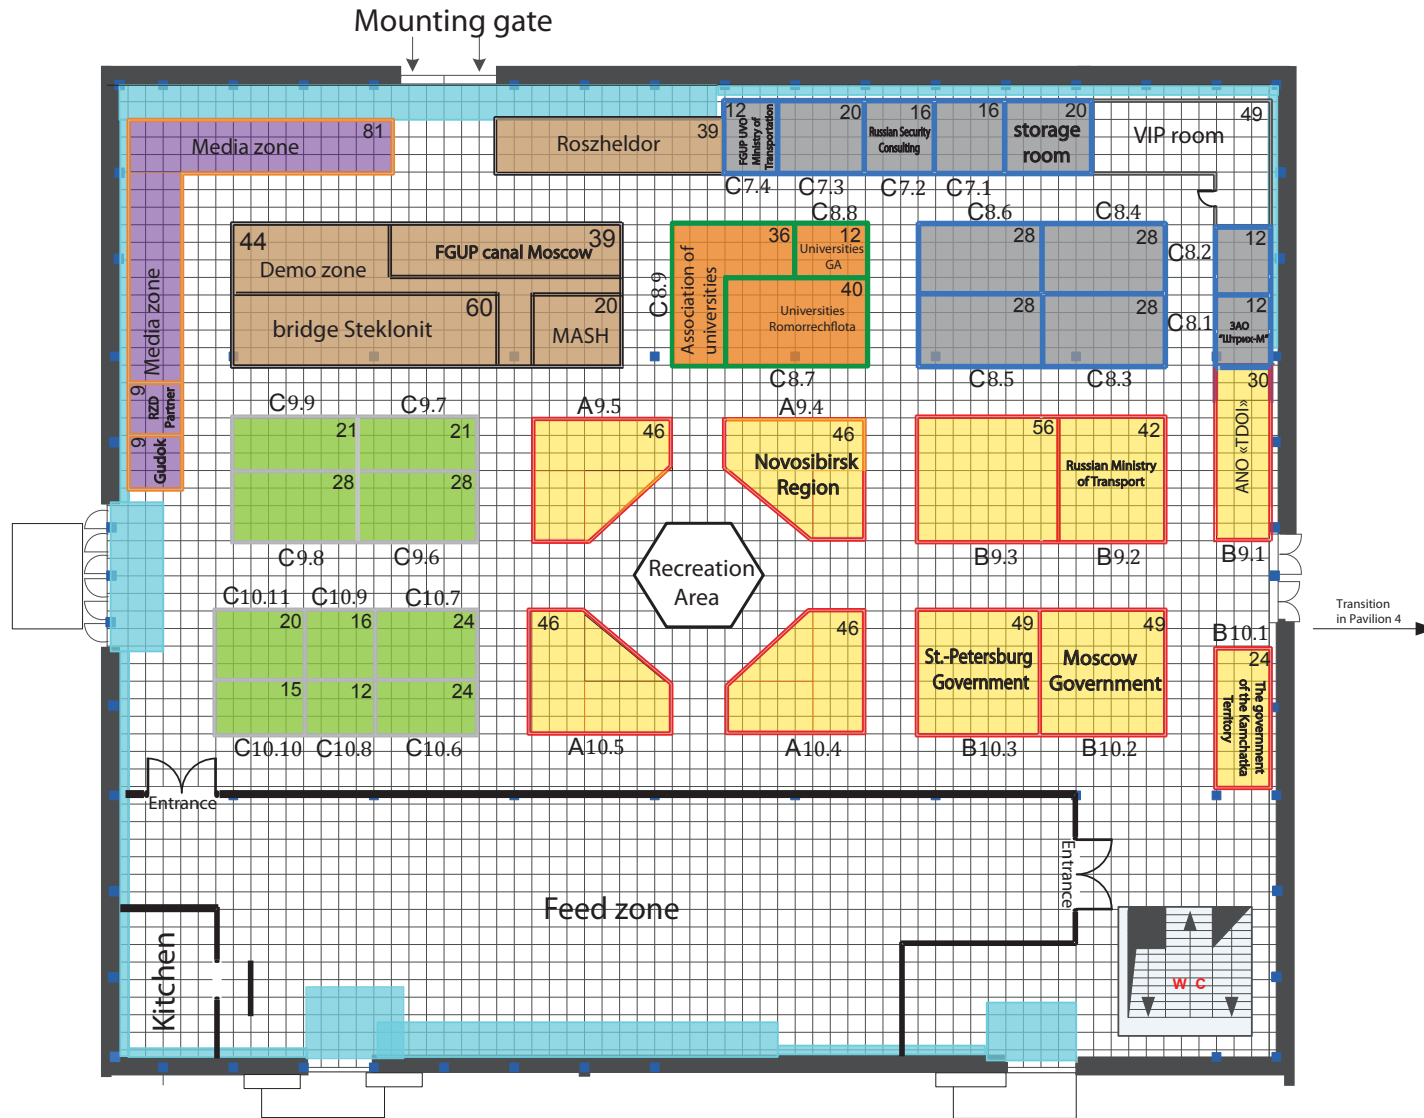 Mounting gate
Media zone
81
Roszheldor
39
12
FGUP UVO
Ministry of
Transportation
20
16
Russian Security
Consulting
16
20
storage
room
VIP room
49
C7.4
C7.3
C7.2
C7.1
C8.8
C8.6
C8.4
44
Demo zone
FGUP canal Moscow
39
36
Association of
universities
12
Universities
GA
28
28
C8.2
12
C8.9
bridge Steklonit
60
20
MASH
40
Universities
Romorrechflota
28
28
C8.1
12
ЗАО
"Штрих-М"
Media zone
9
RZD
Partner
9
Gudok
C8.7
C8.5
C8.3
30
ANO «TDOI»
C9.9
C9.7
A9.5
A9.4
21
21
46
46
Novosibirsk
Region
56
42
Russian Ministry
of Transport
28
28
C9.8
C9.6
B9.3
B9.2
B9.1
Recreation
Area
C10.11
C10.9
C10.7
Transition
in Pavilion 4
B10.1
20
16
24
46
46
49
St.-Petersburg
Government
49
Moscow
Government
24
The government
of the Kamchatka
Territory
15
12
24
C10.10
C10.8
C10.6
A10.5
A10.4
B10.3
B10.2
Entrance
Entrance
Feed zone
Kitchen
W C